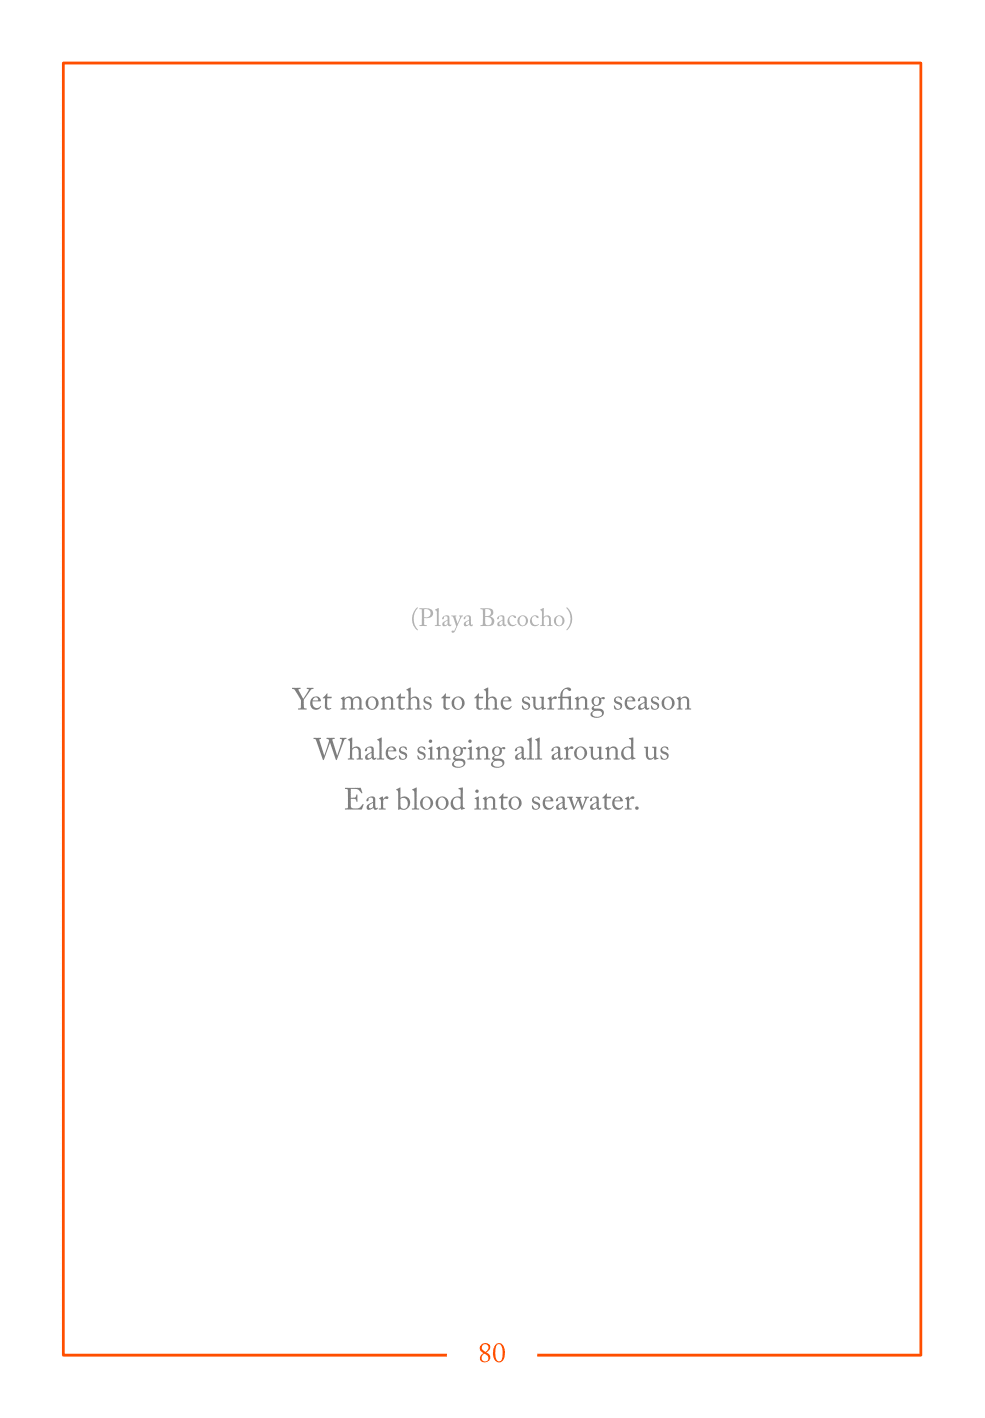 (Playa Bacocho)
Yet months to the surfing season
Whales singing all around us
Ear blood into seawater.
80